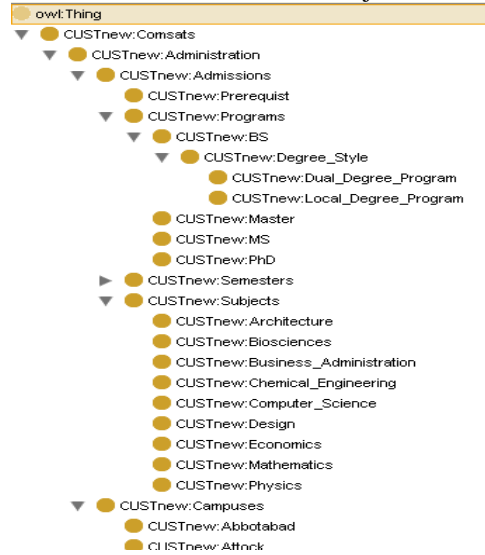 owl:Thing
CUSTnew:Comsats
CUSTnew:Administration
CUSTnew:Admissions
CUSTnew:Prerequist
CUSTnew:Programs
CUSTnew:BS
CUSTnew:Degree_Style
CUSTnew:Dual_Degree_Program
CUSTnew:Local_Degree_Program
CUSTnew:Master
CUSTnew:MS
CUSTnew:PhD
CUSTnew:Semesters
CUSTnew:Subjects
CUSTnew:Architecture
CUSTnew:Biosciences
CUSTnew:Business_Administration
CUSTnew:Chemical_Engineering
CUSTnew:Computer_Science
CUSTnew:Design
CUSTnew:Economics
CUSTnew:Mathematics
CUSTnew:Physics
CUSTnew:Campuses
CUSTnew:Abbotabad
CUSTnew:Attock